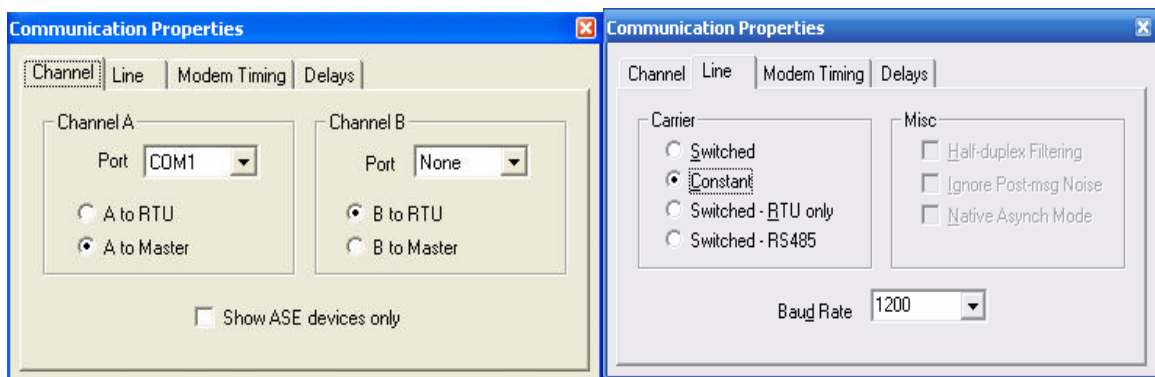 Communication Properties
Channel Line Modem Timing Delays
Channel A
Port COM1
A to RTU
A to Master
Channel B
Port None
B to RTU
B to Master
Show ASE devices only
Communication Properties
Channel Line Modem Timing Delays
Carrier
Switched
Constant
Switched - RTU only
Switched - RS485
Misc
Half-duplex Filtering
Ignore Post-msg Noise
Native Asynch Mode
Baud Rate 1200